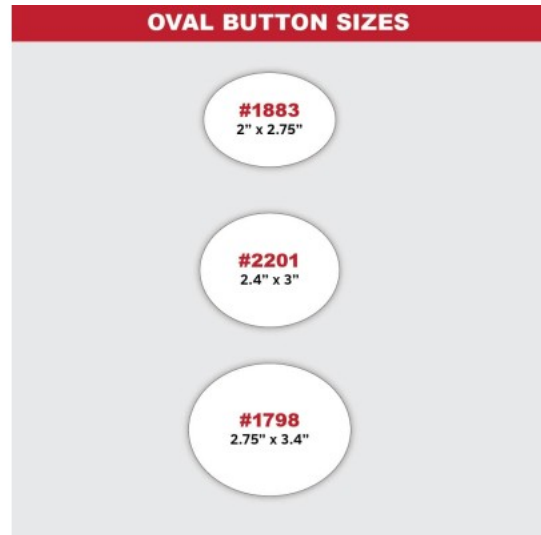 OVAL BUTTON SIZES
#1883
2" x 2.75"
#2201
2.4" x 3"
#1798
2.75" x 3.4"